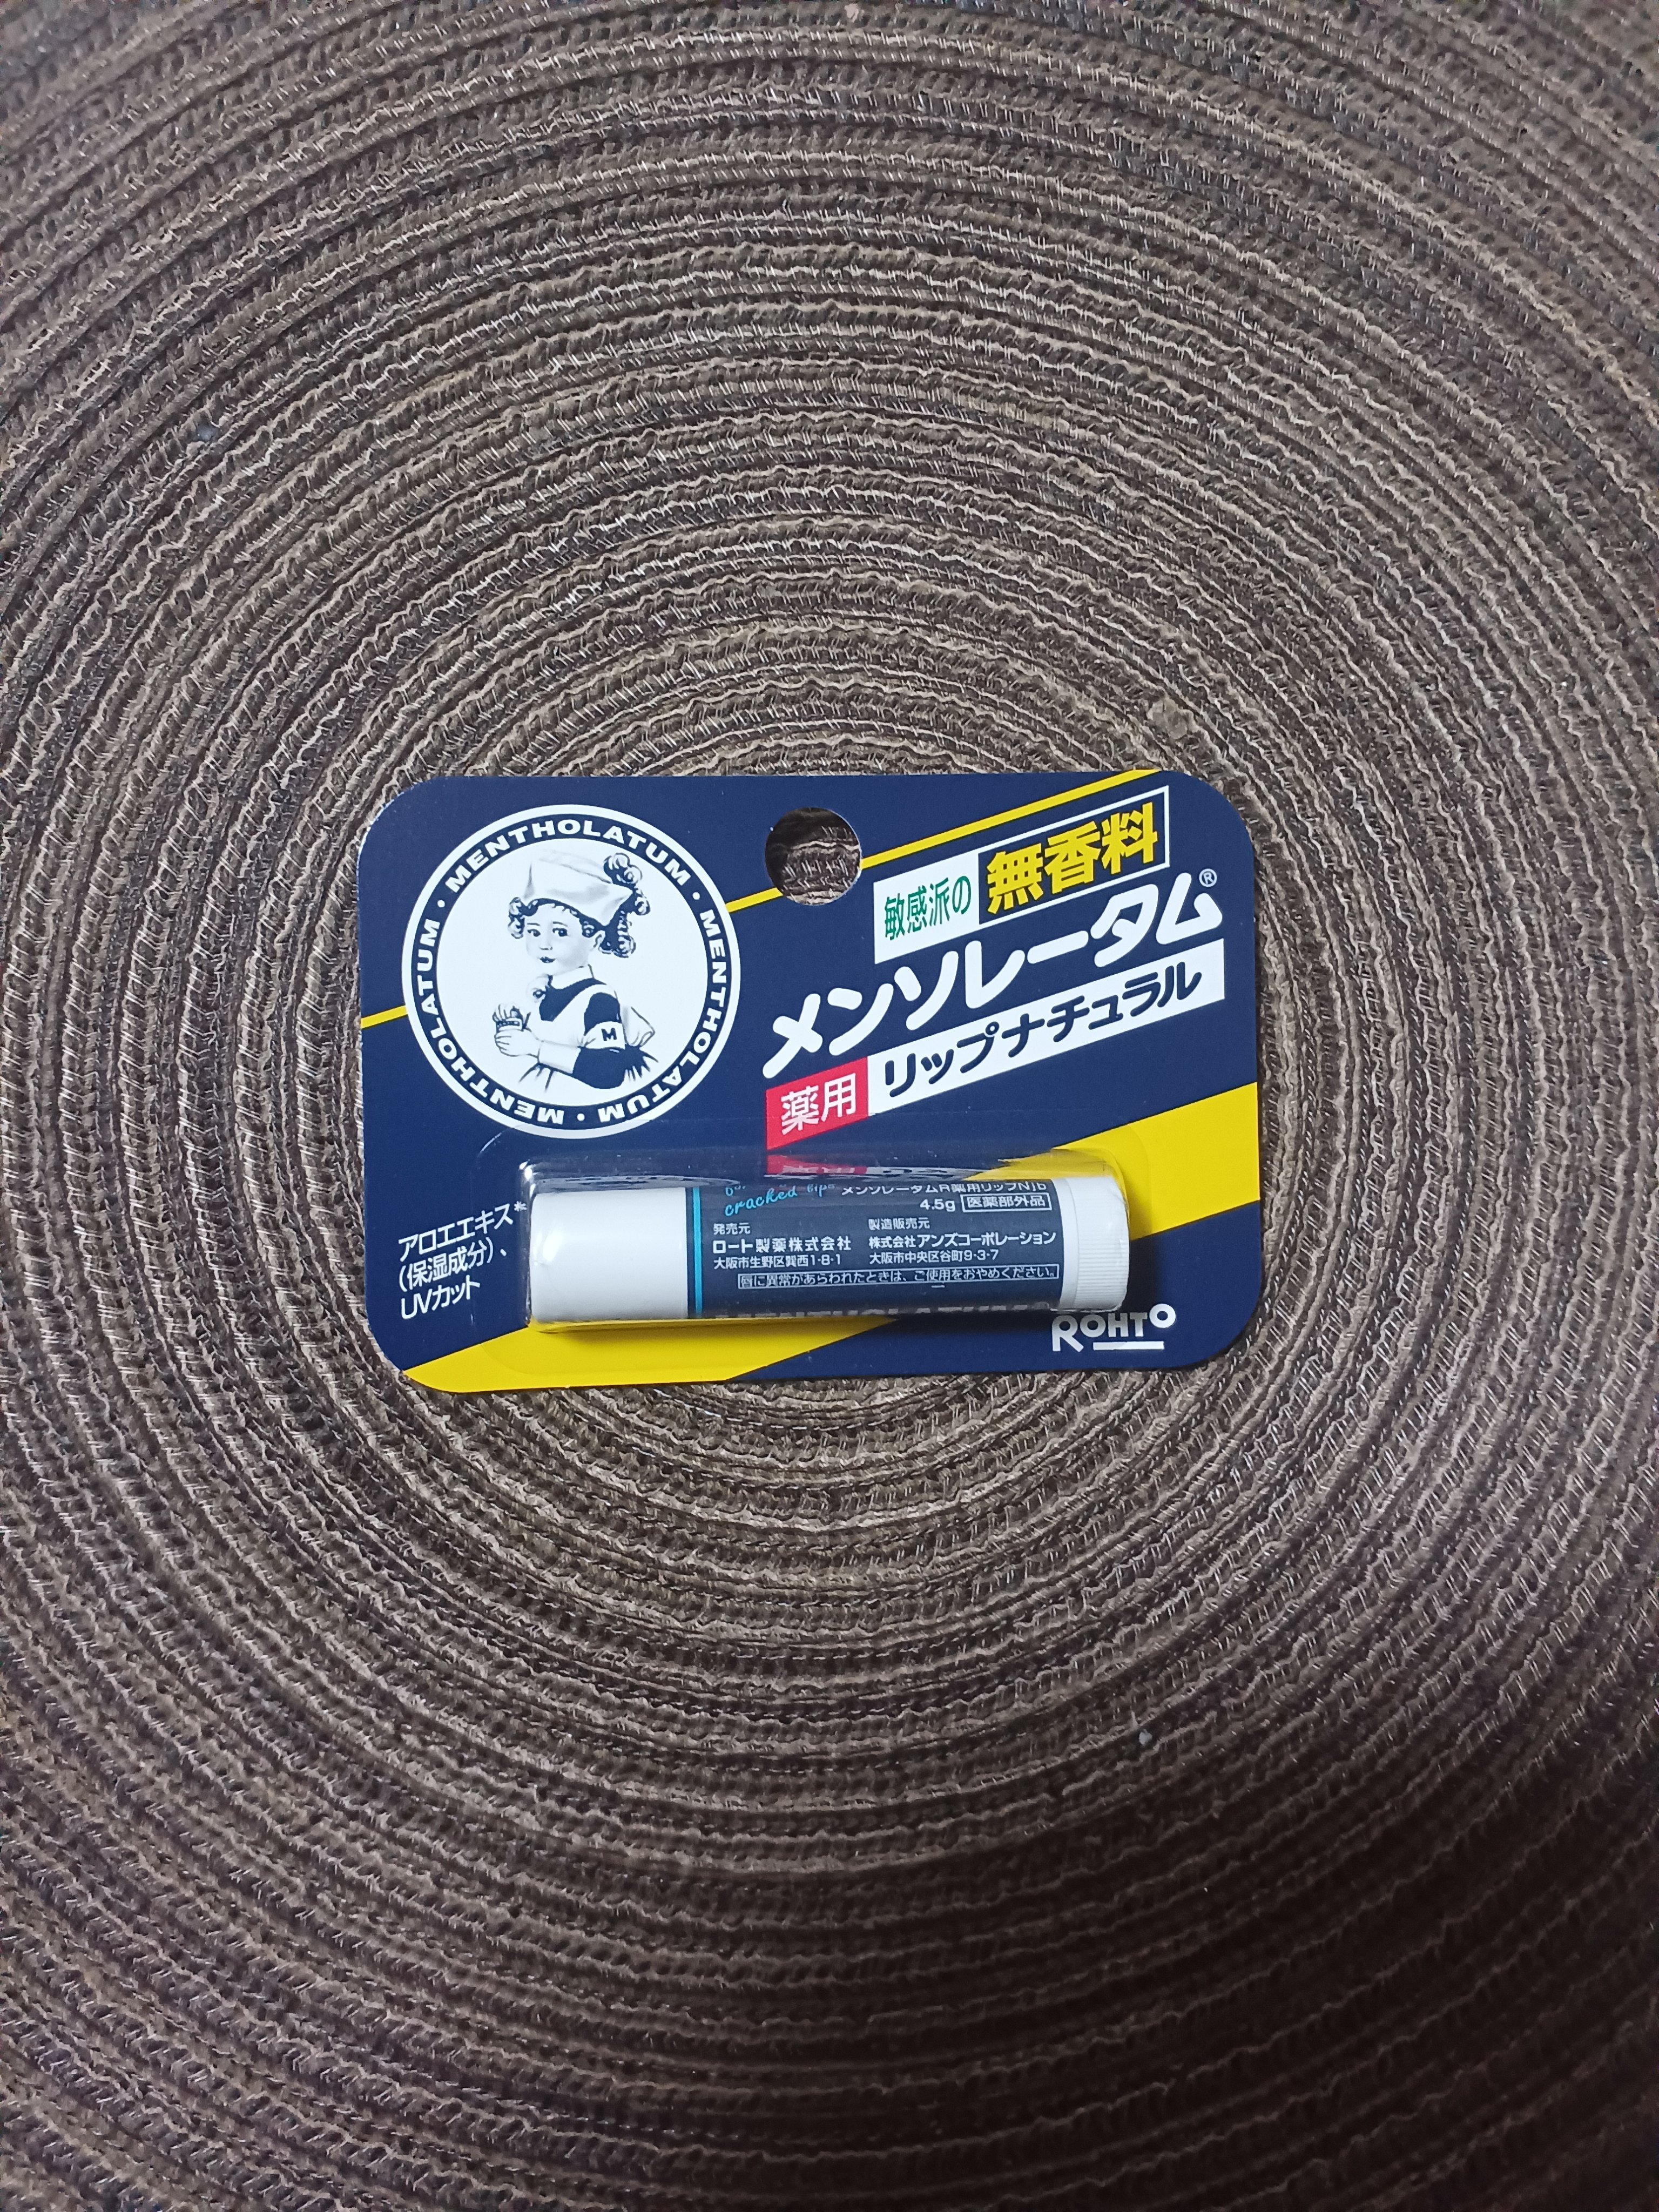 MENTHOLATUM・MENTHOLATUM・MENTHOLATUM・MENTHOLATUM・
M
敏感派の 無香料
メンソレータム®
薬用 リップナチュラル
アロエエキス*
(保湿成分)、
UVカット
cracked lips
メンソレータムR薬用リップNb
4.5g 医薬部外品
発売元
ロート製薬株式会社
大阪市生野区巽西1-8-1
製造販売元
株式会社アンズコーポレーション
大阪市中央区谷町9-3-7
唇に異常があらわれたときは、ご使用をおやめください。
ROHTO